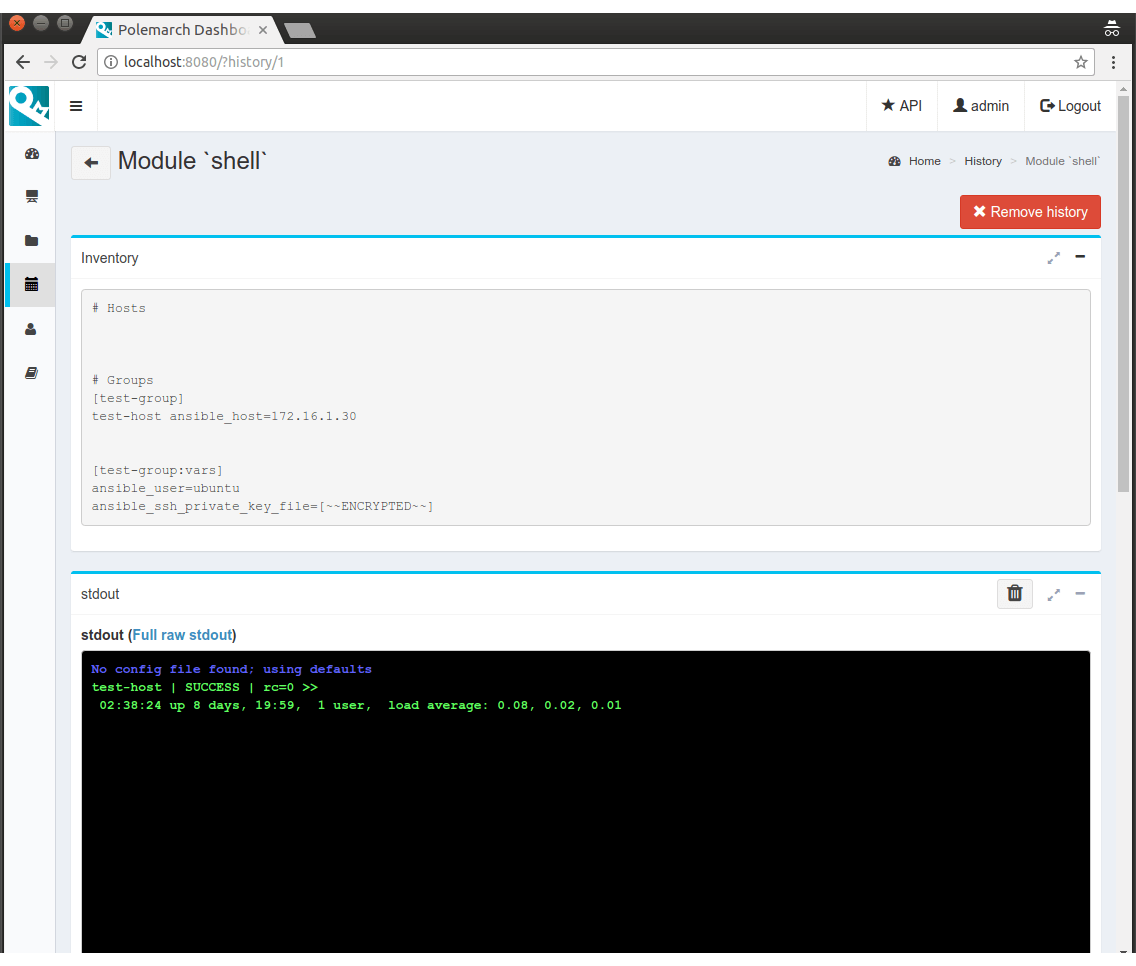 Polemarch Dashbo
localhost:8080/?history/1
API
admin
Logout
Module `shell`
Home > History > Module `shell`
Remove history
Inventory
# Hosts
# Groups
[test-group]
test-host ansible_host=172.16.1.30
[test-group:vars]
ansible_user=ubuntu
ansible_ssh_private_key_file=[~~ENCRYPTED~~]
stdout
stdout (Full raw stdout)
No config file found; using defaults
test-host | SUCCESS | rc=0 >>
02:38:24 up 8 days, 19:59,  1 user,  load average: 0.08, 0.02, 0.01